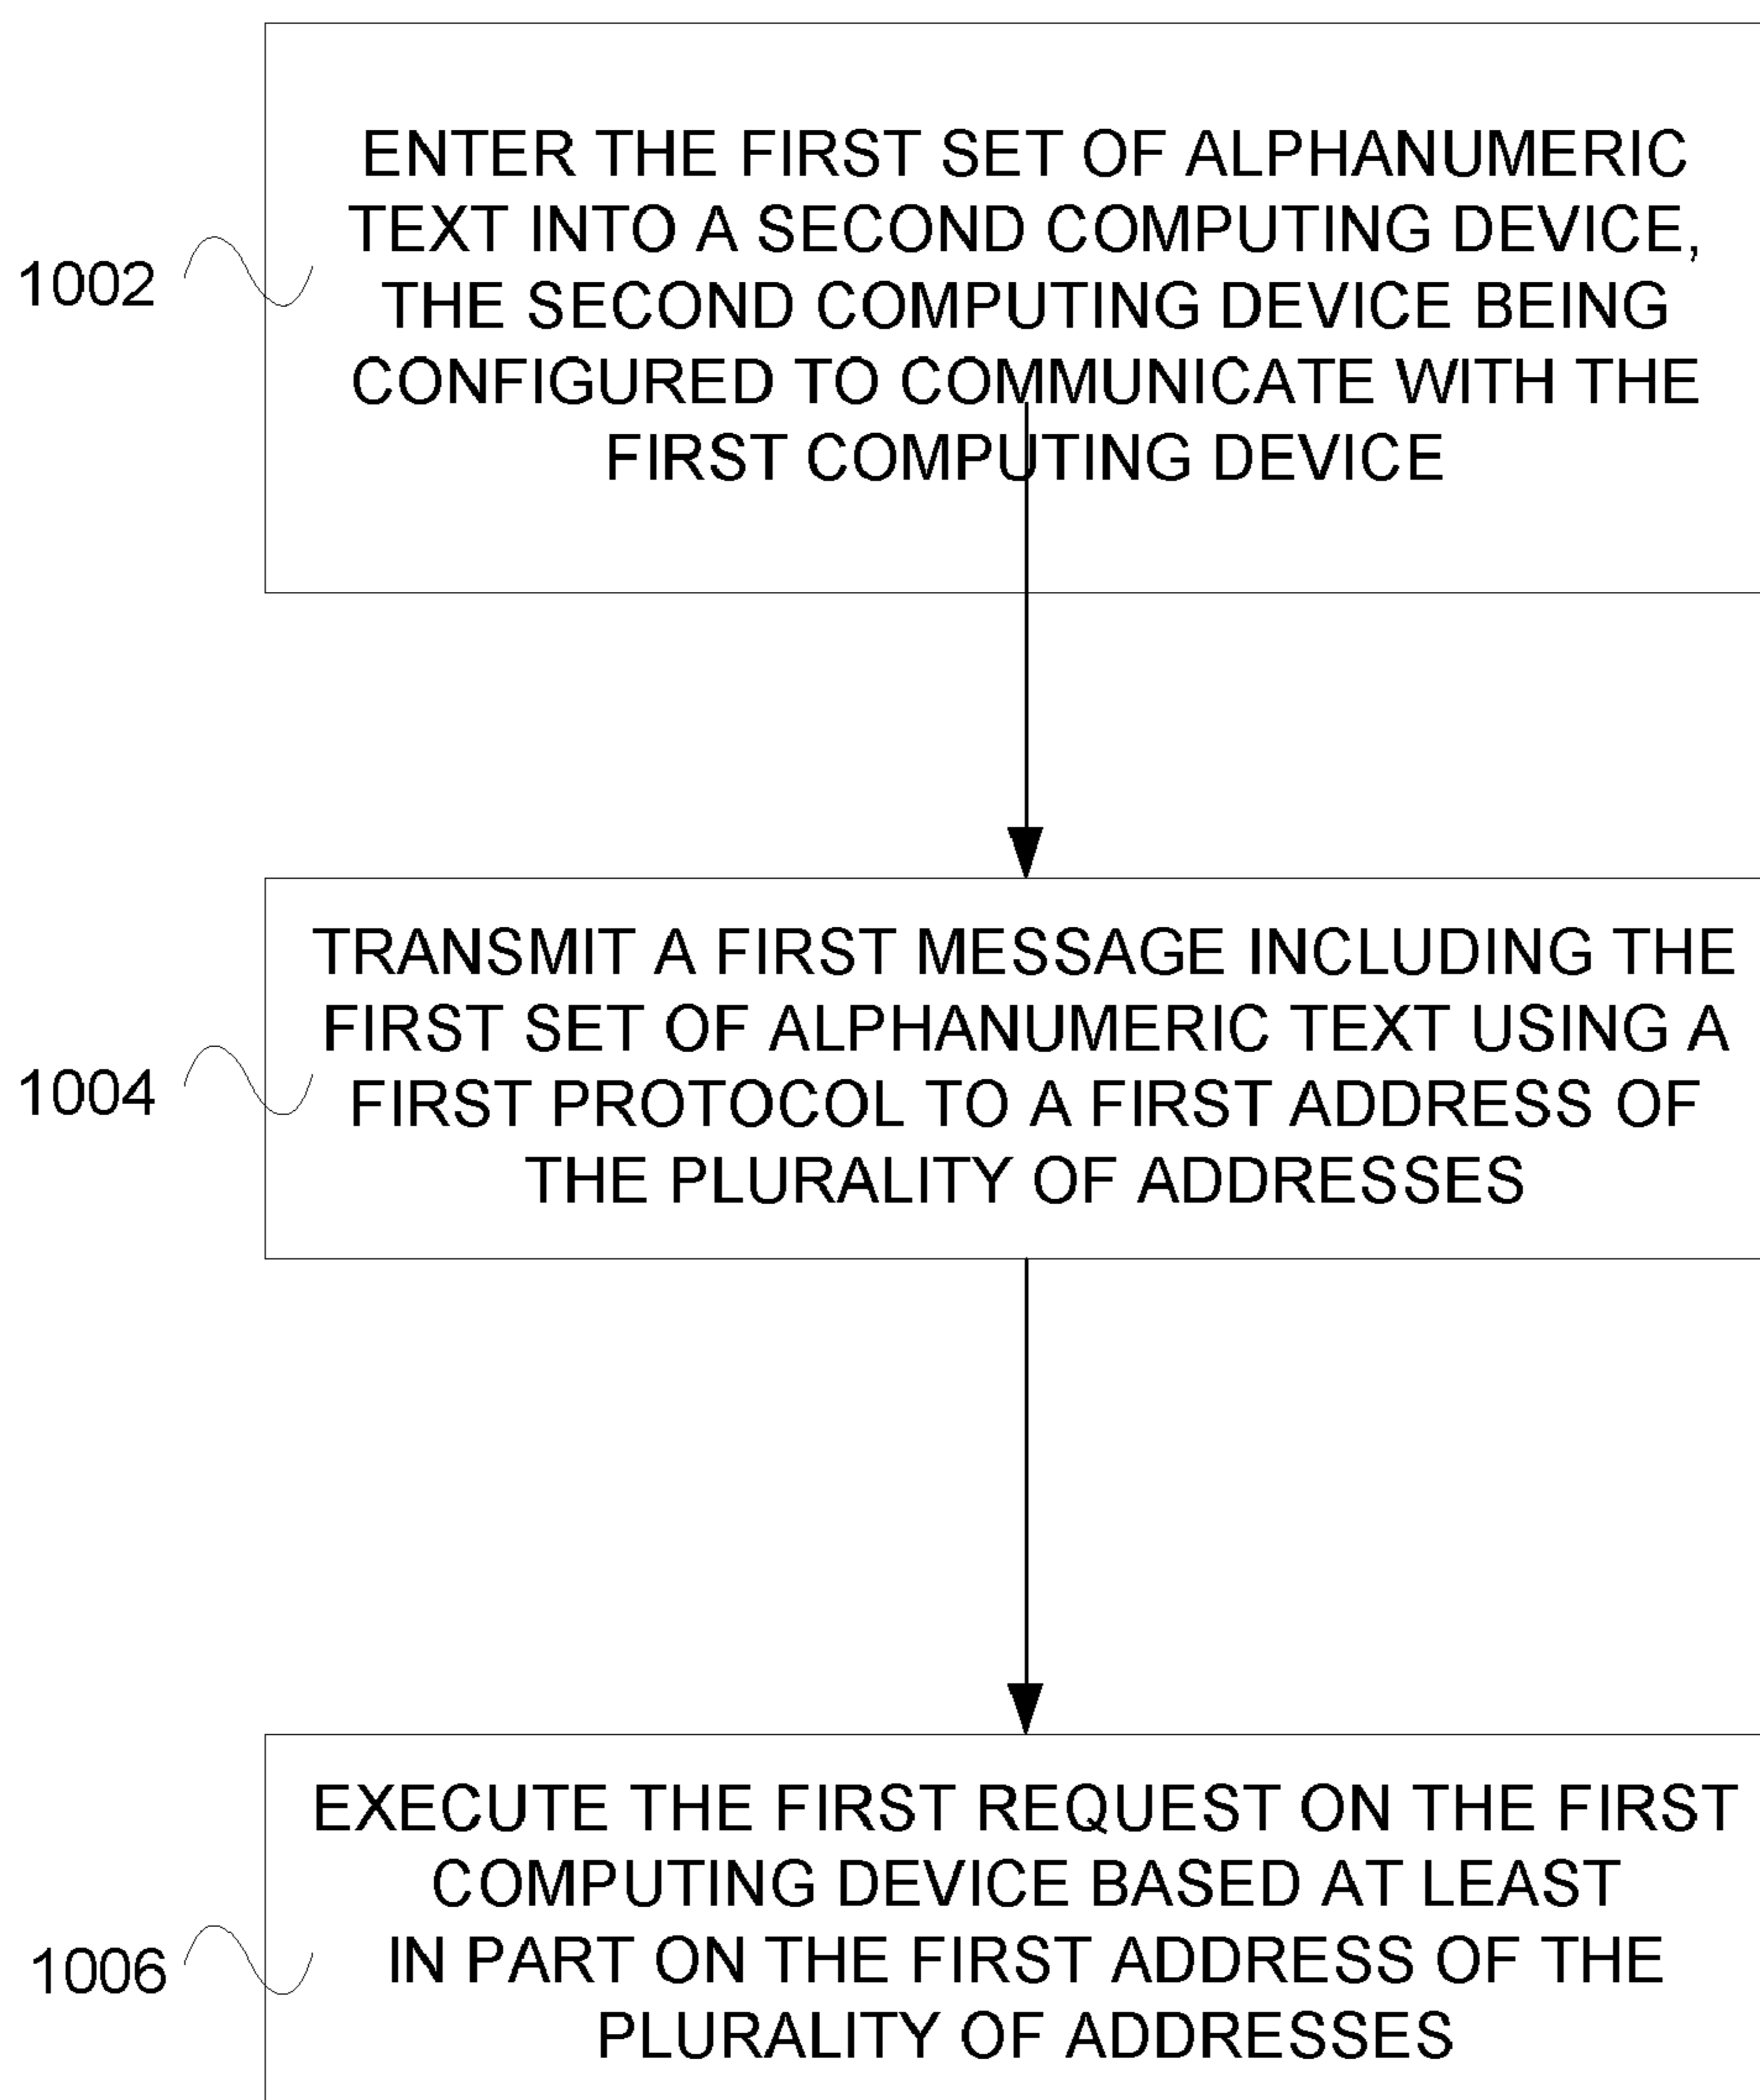 ENTER THE FIRST SET OF ALPHANUMERIC
TEXT INTO A SECOND COMPUTING DEVICE,
THE SECOND COMPUTING DEVICE BEING
CONFIGURED TO COMMUNICATE WITH THE
FIRST COMPUTING DEVICE
1002
TRANSMIT A FIRST MESSAGE INCLUDING THE
FIRST SET OF ALPHANUMERIC TEXT USING A
FIRST PROTOCOL TO A FIRST ADDRESS OF
THE PLURALITY OF ADDRESSES
1004
EXECUTE THE FIRST REQUEST ON THE FIRST
COMPUTING DEVICE BASED AT LEAST
IN PART ON THE FIRST ADDRESS OF THE
PLURALITY OF ADDRESSES
1006